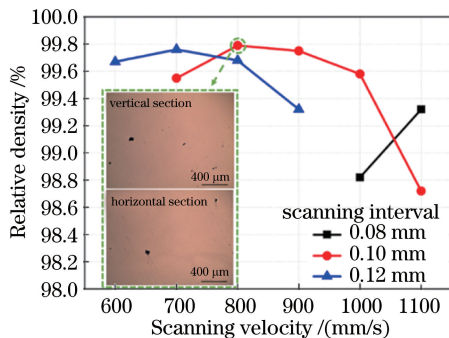 Relative density /%
100.0
99.8
99.6
99.4
99.2
99.0
98.8
98.6
98.4
98.2
98.0
vertical section
400 μm
horizontal section
400 μm
scanning interval
0.08 mm
0.10 mm
0.12 mm
600 700 800 900 1000 1100
Scanning velocity /(mm/s)